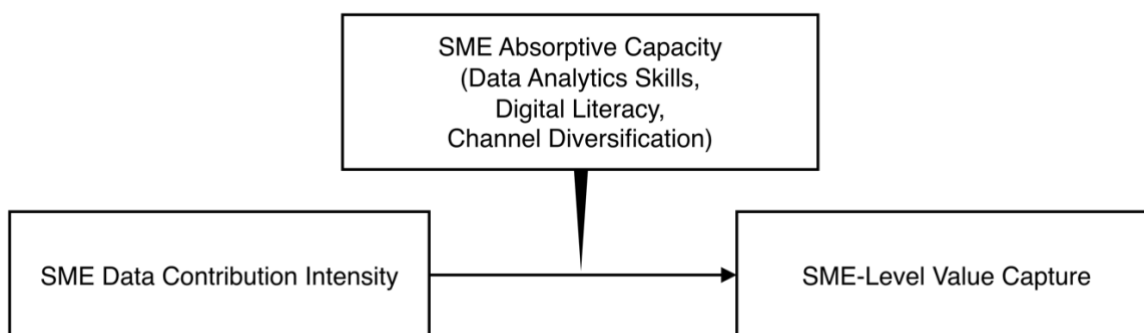 SME Absorptive Capacity
(Data Analytics Skills,
Digital Literacy,
Channel Diversification)
SME Data Contribution Intensity
SME-Level Value Capture